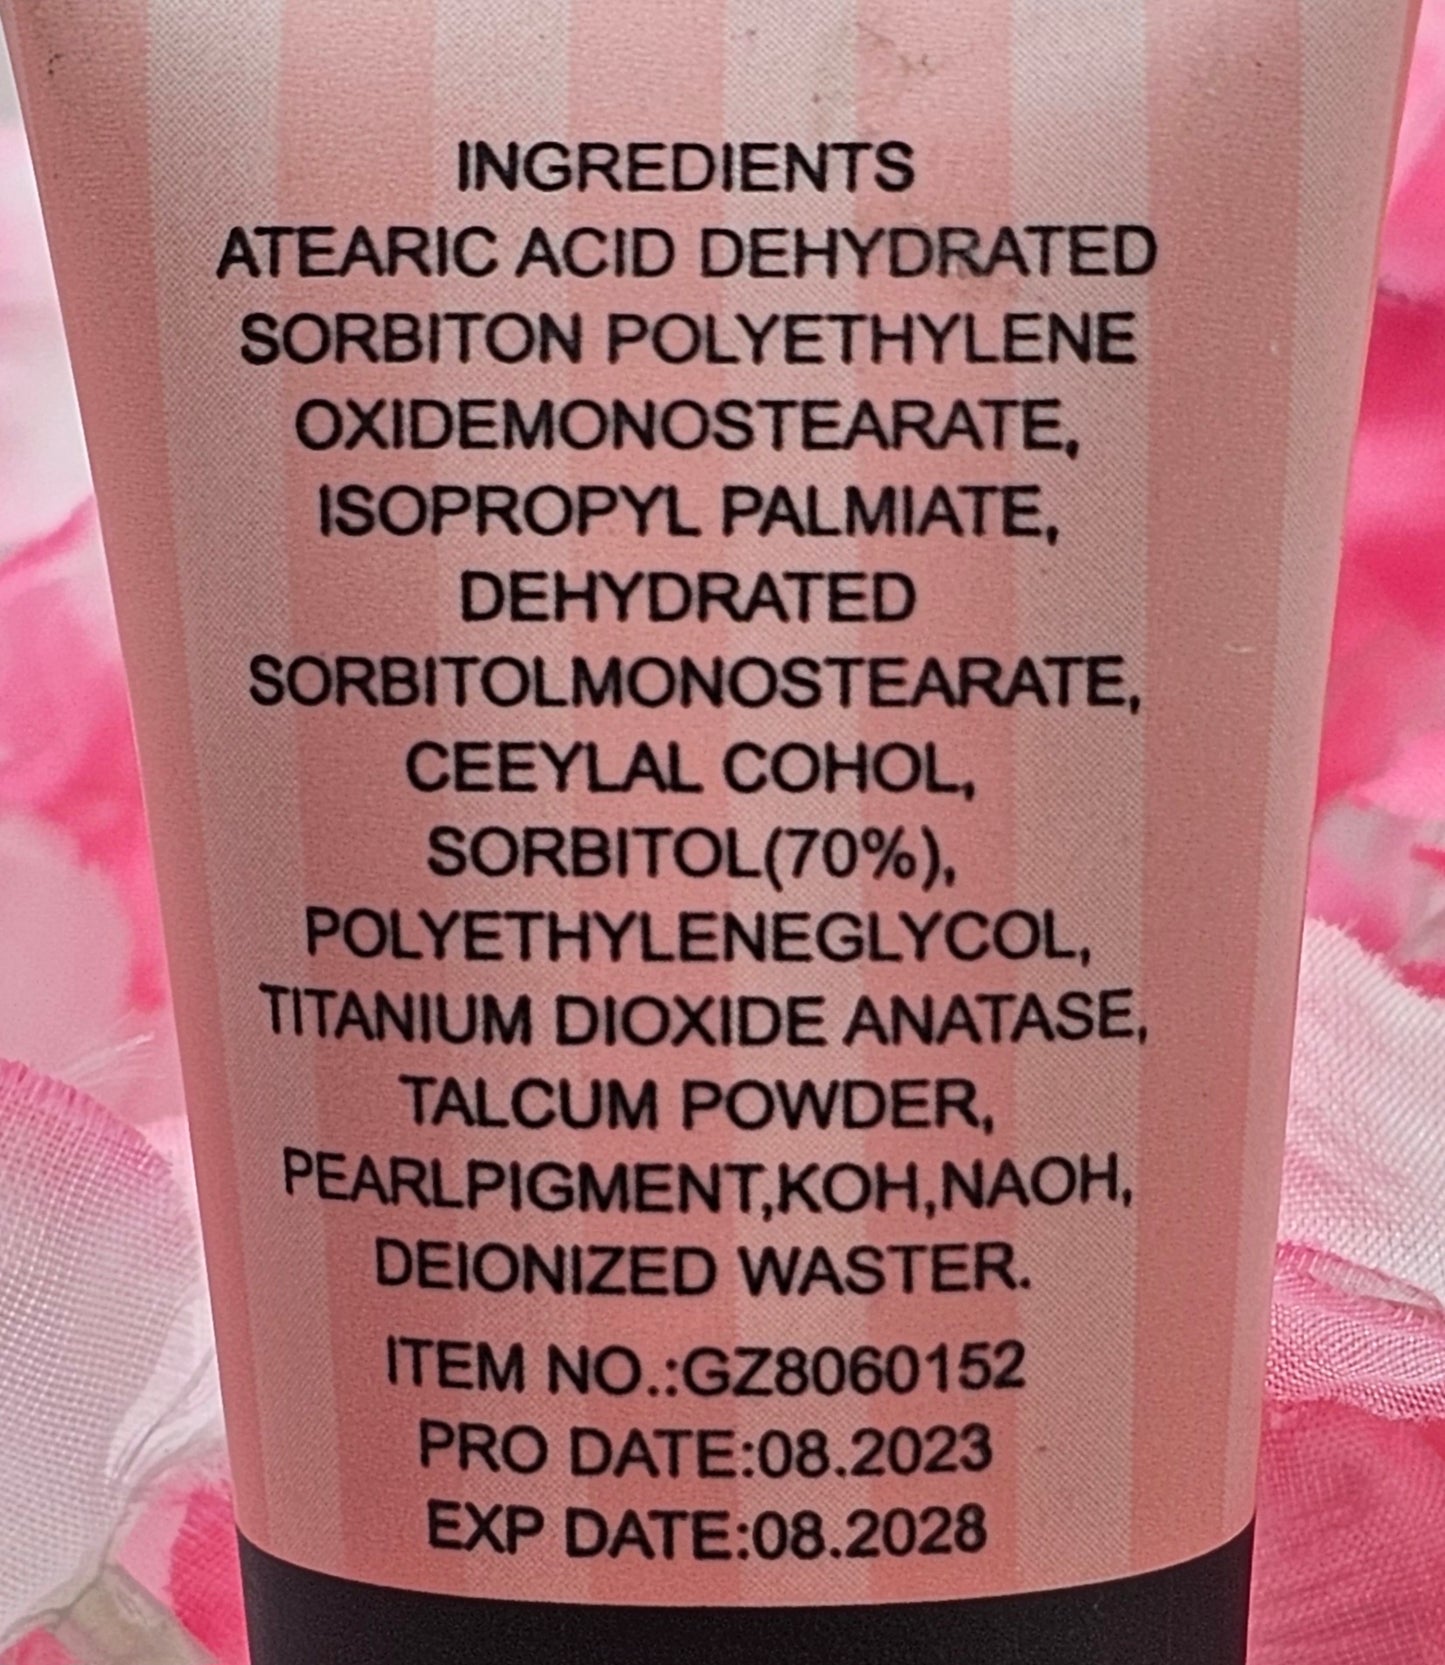 INGREDIENTS
ATEARIC ACID DEHYDRATED
SORBITON POLYETHYLENE
OXIDEMONOSTEARATE,
ISOPROPYL PALMIATE,
DEHYDRATED
SORBITOLMONOSTEARATE,
CEEYLAL COHOL,
SORBITOL(70%),
POLYETHYLENEGLYCOL,
TITANIUM DIOXIDE ANATASE,
TALCUM POWDER,
PEARLPIGMENT,KOH,NAOH,
DEIONIZED WASTER.
ITEM NO.:GZ8060152
PRO DATE:08.2023
EXP DATE:08.2028